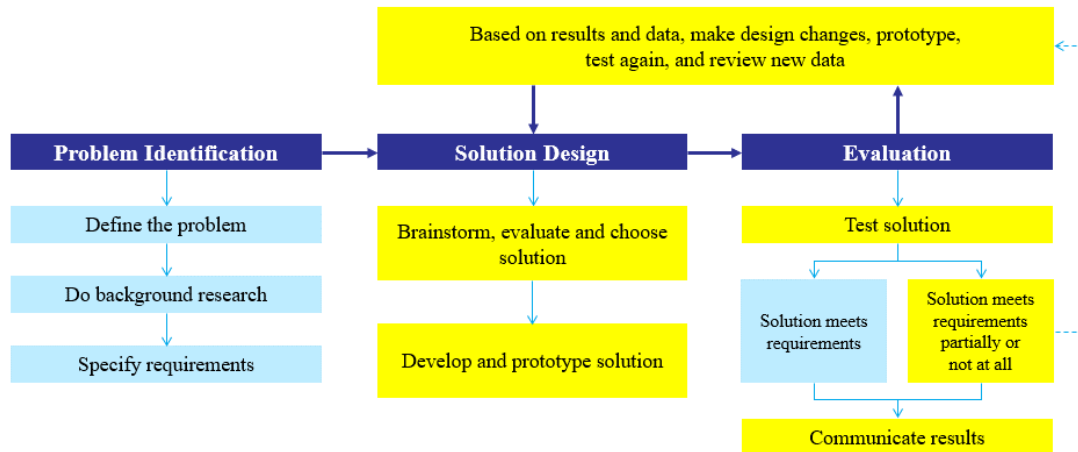 Based on results and data, make design changes, prototype,
test again, and review new data
Problem Identification
Solution Design
Evaluation
Define the problem
Do background research
Specify requirements
Brainstorm, evaluate and choose
solution
Develop and prototype solution
Test solution
Solution meets
requirements
Solution meets
requirements
partially or
not at all
Communicate results